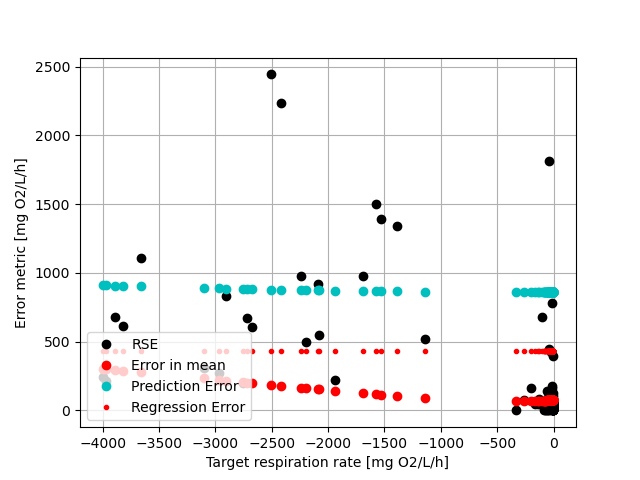 2500
2000
1500
1000
500
0
Error metric [mg O2/L/h]
RSE
Error in mean
Prediction Error
Regression Error
−4000 −3500 −3000 −2500 −2000 −1500 −1000 −500 0
Target respiration rate [mg O2/L/h]